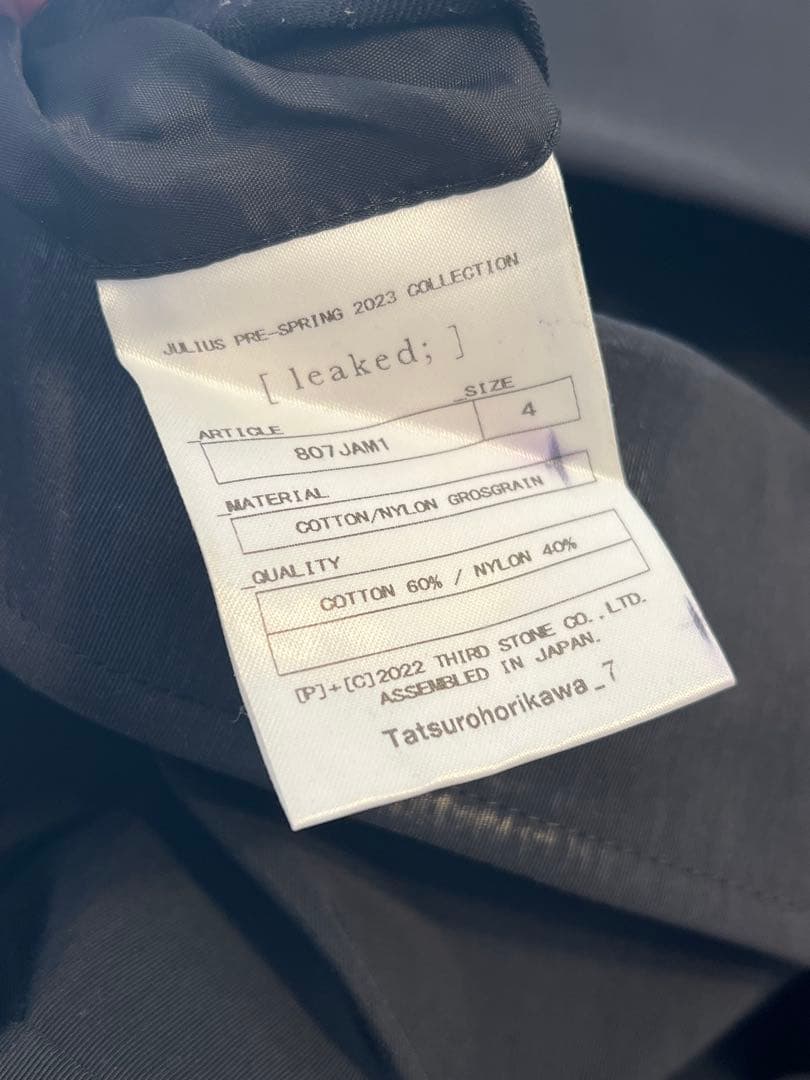 JULIUS PRE-SPRING 2023 COLLECTION
[ leaked; ]
_ARTICLE
_SIZE
807JAM1
4
_MATERIAL
COTTON/NYLON GROSGRAIN
_QUALITY
COTTON 60% / NYLON 40%
[P]+[C]2022 THIRD STONE CO.,LTD.
ASSEMBLED IN JAPAN.
Tatsurohorikawa_7